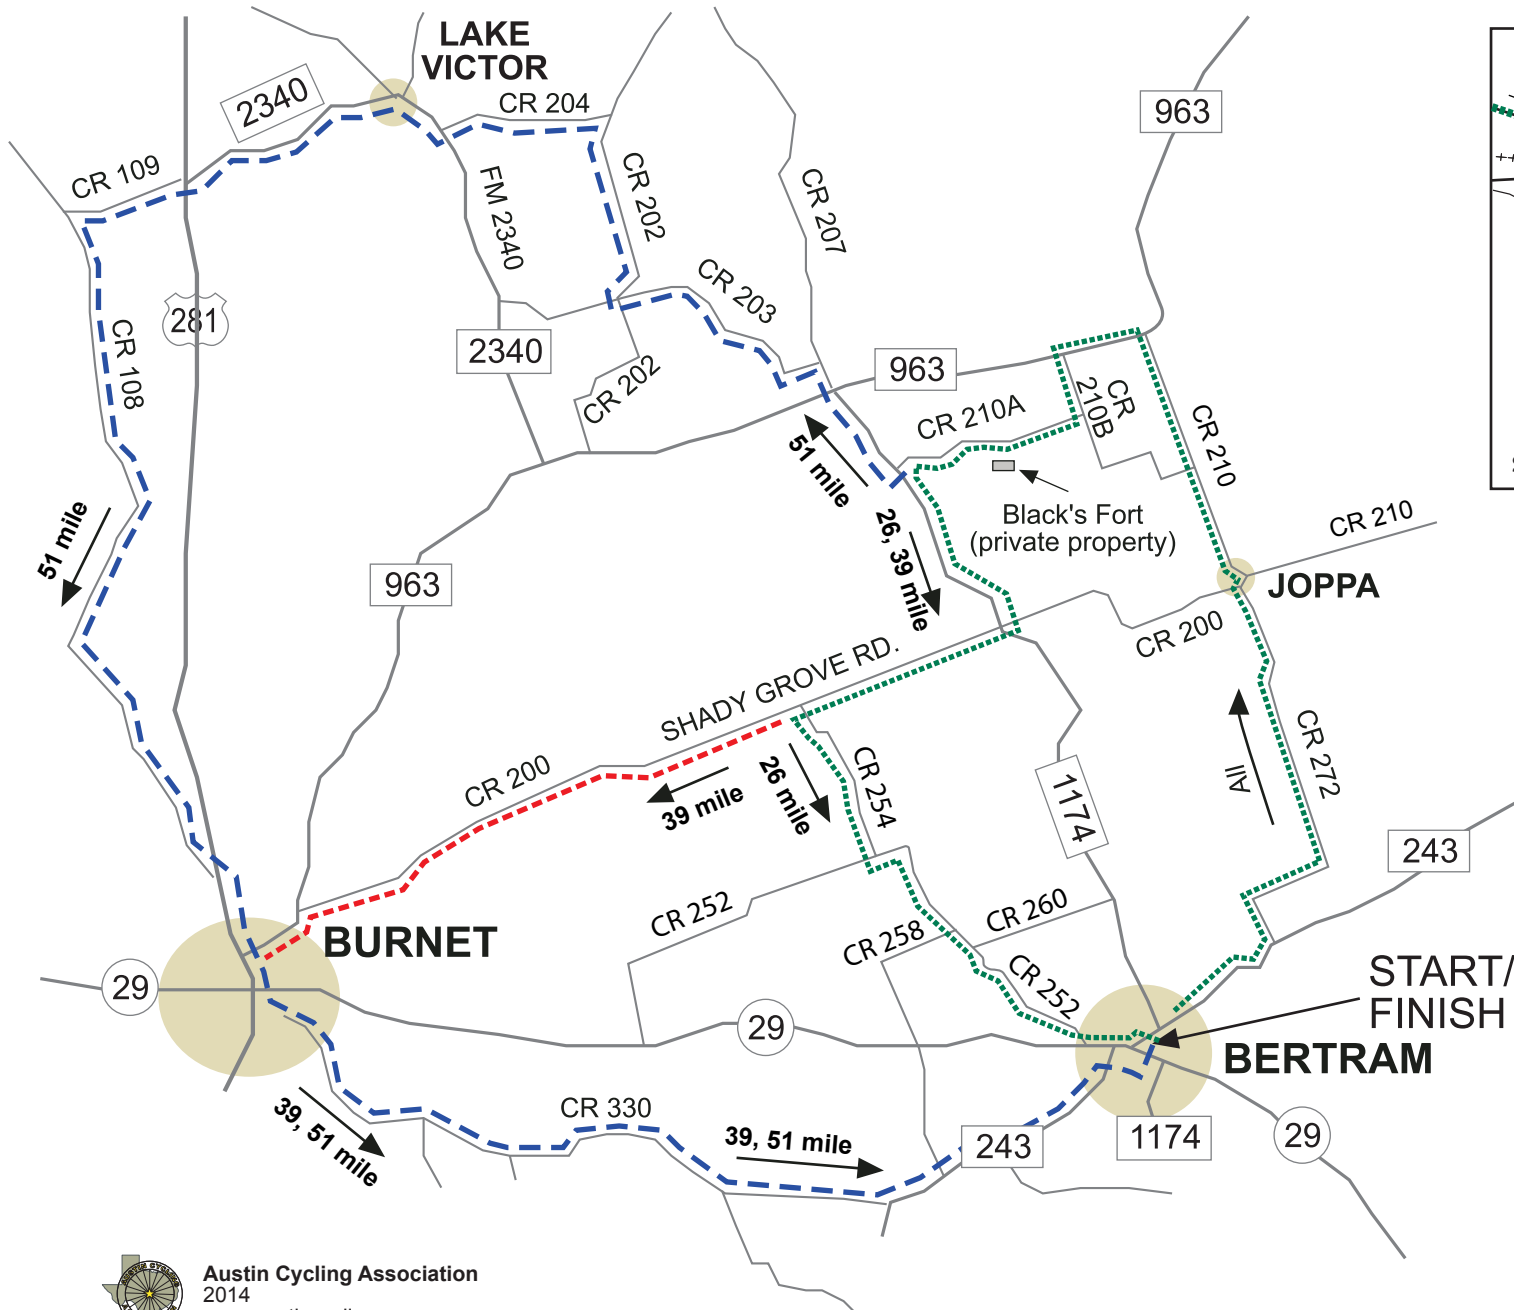 LAKE
VICTOR
2340
CR 204
963
CR 109
CR 202
FM 2340
CR 207
CR 203
281
CR 108
2340
963
CR 202
CR 210A
CR
210B
CR 210
51 mile
Black's Fort
(private property)
CR 210
51 mile
26, 39 mile
963
JOPPA
CR 200
SHADY GROVE RD.
CR 200
39 mile
26 mile
CR 254
1174
All
CR 272
243
CR 252
CR 260
CR 258
BURNET
CR 252
START/
FINISH
29
29
BERTRAM
39, 51 mile
CR 330
39, 51 mile
243
1174
29
Austin Cycling Association
2014